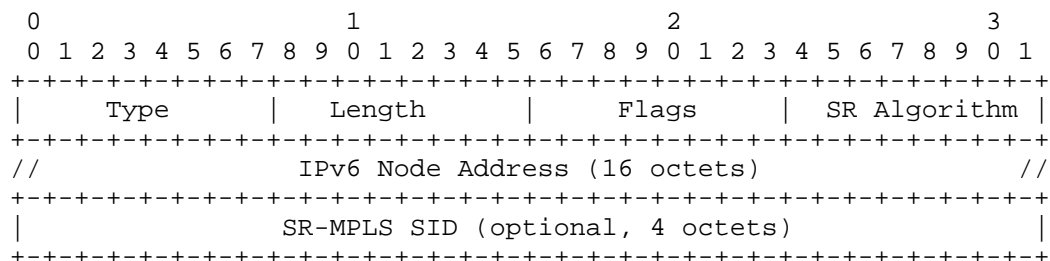 0                   1                   2                   3
 0 1 2 3 4 5 6 7 8 9 0 1 2 3 4 5 6 7 8 9 0 1 2 3 4 5 6 7 8 9 0 1
+-+-+-+-+-+-+-+-+-+-+-+-+-+-+-+-+-+-+-+-+-+-+-+-+-+-+-+-+-+-+-+-+
|     Type      |   Length      |     Flags     |  SR Algorithm |
+-+-+-+-+-+-+-+-+-+-+-+-+-+-+-+-+-+-+-+-+-+-+-+-+-+-+-+-+-+-+-+-+
//                IPv6 Node Address (16 octets)                //
+-+-+-+-+-+-+-+-+-+-+-+-+-+-+-+-+-+-+-+-+-+-+-+-+-+-+-+-+-+-+-+-+
|                SR-MPLS SID (optional, 4 octets)               |
+-+-+-+-+-+-+-+-+-+-+-+-+-+-+-+-+-+-+-+-+-+-+-+-+-+-+-+-+-+-+-+-+